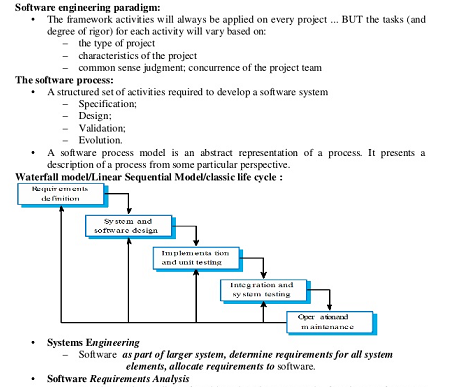 Software engineering paradigm:
• The framework activities will always be applied on every project ... BUT the tasks (and
degree of rigor) for each activity will vary based on:
– the type of project
– characteristics of the project
– common sense judgment; concurrence of the project team
The software process:
• A structured set of activities required to develop a software system
– Specification;
– Design;
– Validation;
– Evolution.
• A software process model is an abstract representation of a process. It presents a
description of a process from some particular perspective.
Waterfall model/Linear Sequential Model/classic life cycle :
Requirements
definition
System and
software design
Implementation
and unit testing
Integration and
system testing
Operation and
maintenance
• Systems Engineering
– Software as part of larger system, determine requirements for all system
elements, allocate requirements to software.
• Software Requirements Analysis